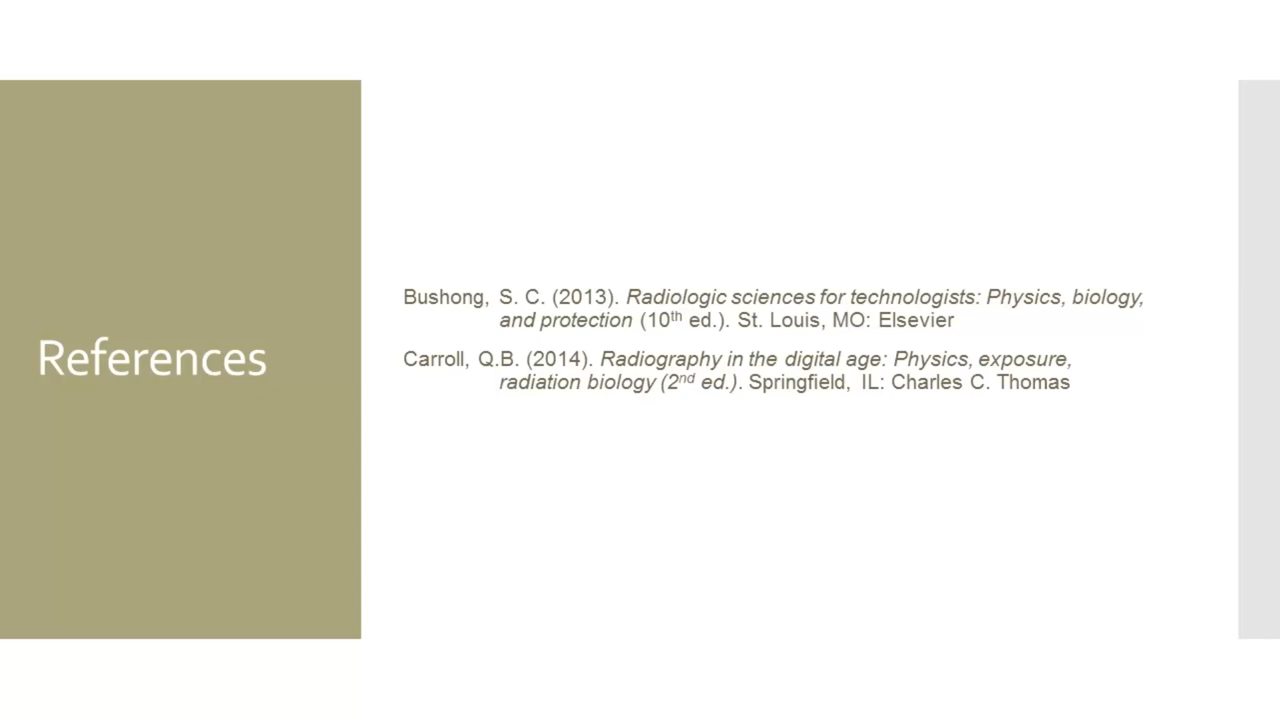 References
Bushong, S. C. (2013). Radiologic sciences for technologists: Physics, biology,
and protection (10th ed.). St. Louis, MO: Elsevier
Carroll, Q.B. (2014). Radiography in the digital age: Physics, exposure,
radiation biology (2nd ed.). Springfield, IL: Charles C. Thomas